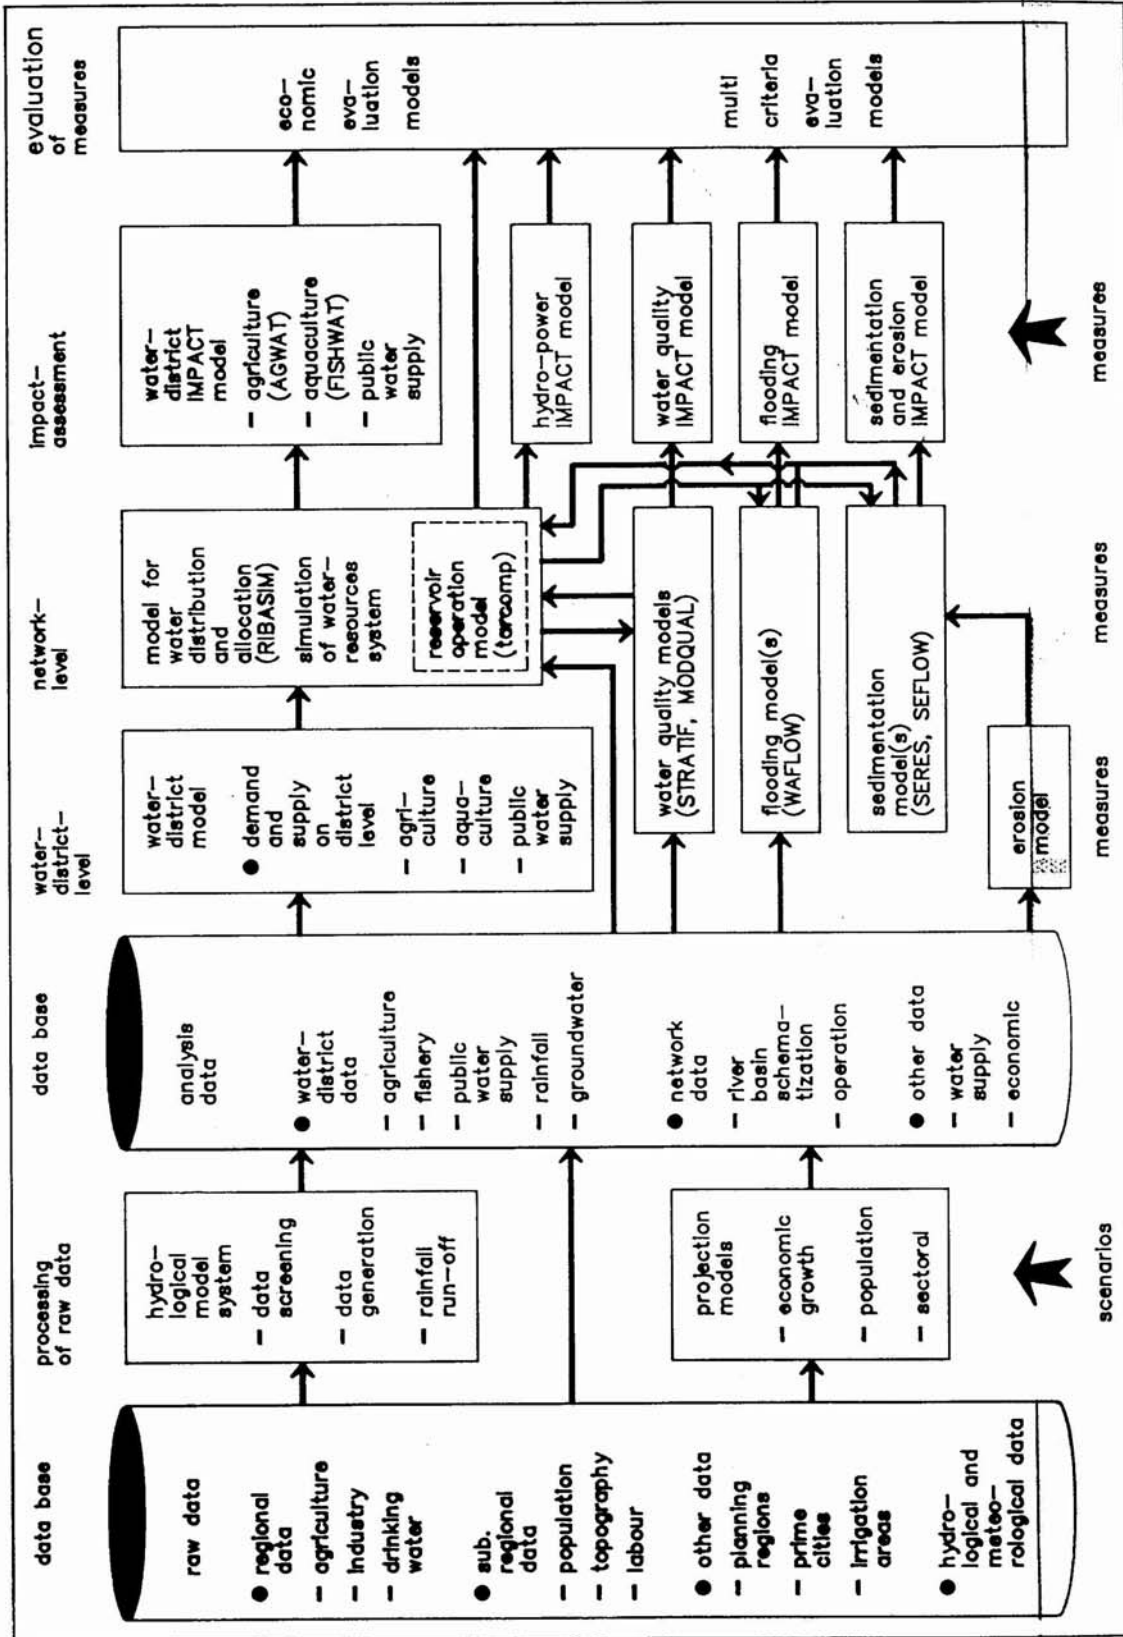 data base
raw data
● regional
data
– agriculture
– industry
– drinking
water
● sub.
regional
data
– population
– topography
– labour
● other data
– planning
regions
– prime
cities
– irrigation
areas
● hydro–
logical and
meteo–
rological data
processing
of raw data
hydro–
logical
model
system
– data
screening
– data
generation
– rainfall
run–off
projection
models
– economic
growth
– population
– sectoral
scenarios
data base
analysis
data
● water–
district
data
– agriculture
– fishery
– public
water
supply
– rainfall
– groundwater
● network
data
– river
basin
schema–
tization
– operation
● other data
– water
supply
– economic
water–
district–
level
water–
district
model
● demand
and
supply
on
district
level
– agri–
culture
– aqua–
culture
– public
water
supply
erosion
model
measures
network–
level
model for
water
distribution
and
allocation
(RIBASIM)
simulation
of water–
resources
system
reservoir
operation
model
(tarcomp)
water quality models
(STRATIF, MODQUAL)
flooding model(s)
(WAFLOW)
sedimentation
model(s)
(SERES, SEFLOW)
measures
impact–
assessment
water–
district
IMPACT
model
– agriculture
(AGWAT)
– aquaculture
(FISHWAT)
– public
water
supply
hydro–power
IMPACT model
water quality
IMPACT model
flooding
IMPACT model
sedimentation
and erosion
IMPACT model
measures
evaluation
of
measures
eco–
nomic
eva–
luation
models
multi
criteria
eva–
luation
models